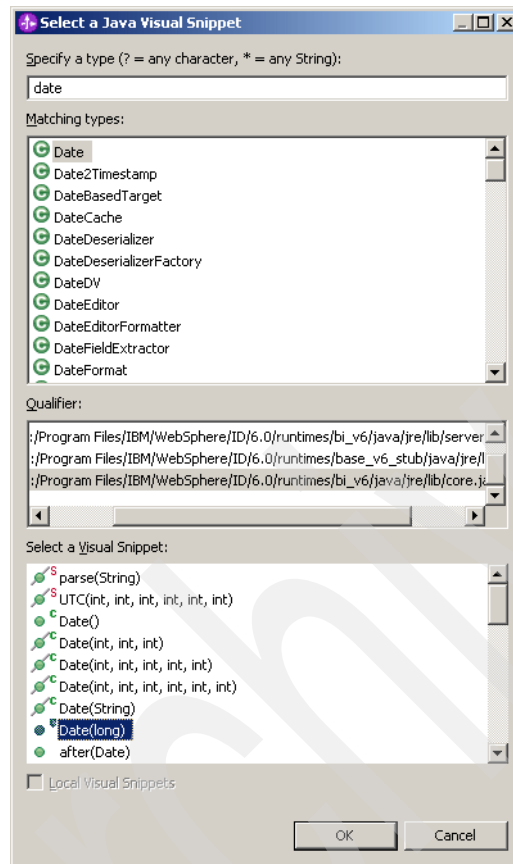 Select a Java Visual Snippet
Specify a type (? = any character, * = any String):
date
Matching types:
Date
Date2Timestamp
DateBasedTarget
DateCache
DateDeserializer
DateDeserializerFactory
DateDV
DateEditor
DateEditorFormatter
DateFieldExtractor
DateFormat
Qualifier:
:/Program Files/IBM/WebSphere/ID/6.0/runtimes/bi_v6/java/jre/lib/server
:/Program Files/IBM/WebSphere/ID/6.0/runtimes/base_v6_stub/java/jre/l
:/Program Files/IBM/WebSphere/ID/6.0/runtimes/bi_v6/java/jre/lib/core.ja
Select a Visual Snippet:
S parse(String)
S UTC(int, int, int, int, int, int)
C Date()
C Date(int, int, int)
C Date(int, int, int, int, int)
C Date(int, int, int, int, int, int)
C Date(String)
Date(long)
after(Date)
Local Visual Snippets
OK Cancel